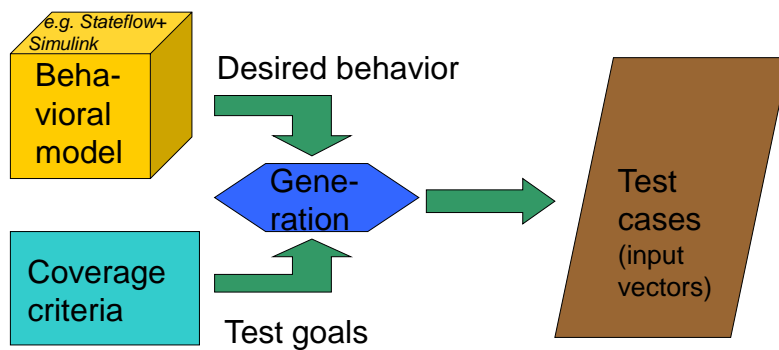 e.g. Stateflow+
Simulink
Beha-
vioral
model
Desired behavior
Gene-
ration
Test
cases
(input
vectors)
Coverage
criteria
Test goals